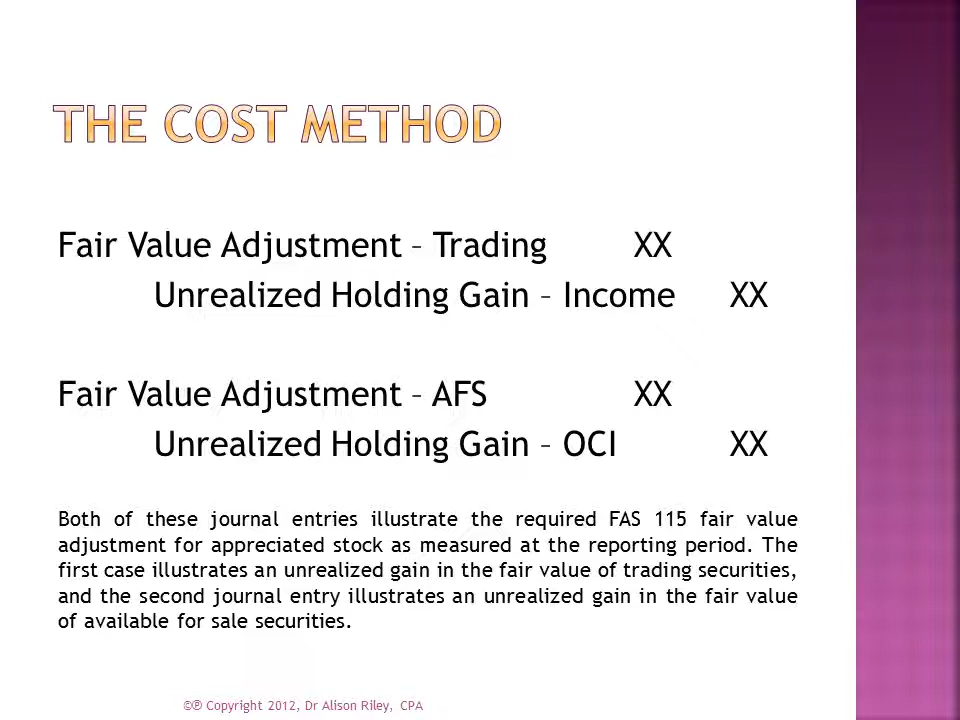 THE COST METHOD
Fair Value Adjustment – Trading XX
Unrealized Holding Gain – Income XX
Fair Value Adjustment – AFS XX
Unrealized Holding Gain – OCI XX
Both of these journal entries illustrate the required FAS 115 fair value
adjustment for appreciated stock as measured at the reporting period. The
first case illustrates an unrealized gain in the fair value of trading securities,
and the second journal entry illustrates an unrealized gain in the fair value
of available for sale securities.
©℗ Copyright 2012, Dr Alison Riley, CPA